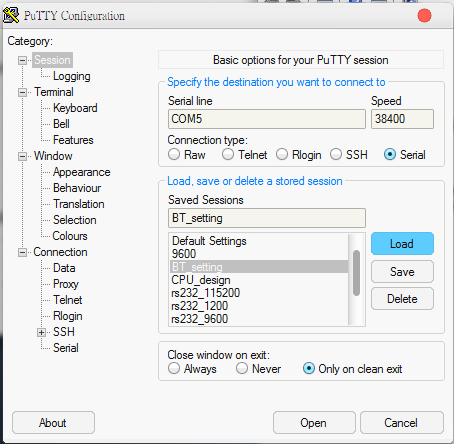 PuTTY Configuration
Category:
Session
Logging
Terminal
Keyboard
Bell
Features
Window
Appearance
Behaviour
Translation
Selection
Colours
Connection
Data
Proxy
Telnet
Rlogin
SSH
Serial
Basic options for your PuTTY session
Specify the destination you want to connect to
Serial line Speed
COM5 38400
Connection type:
Raw Telnet Rlogin SSH Serial
Load, save or delete a stored session
Saved Sessions
BT_setting
Default Settings
9600
BT_setting
CPU_design
rs232_115200
rs232_1200
rs232_9600
Load
Save
Delete
Close window on exit:
Always Never Only on clean exit
About Open Cancel